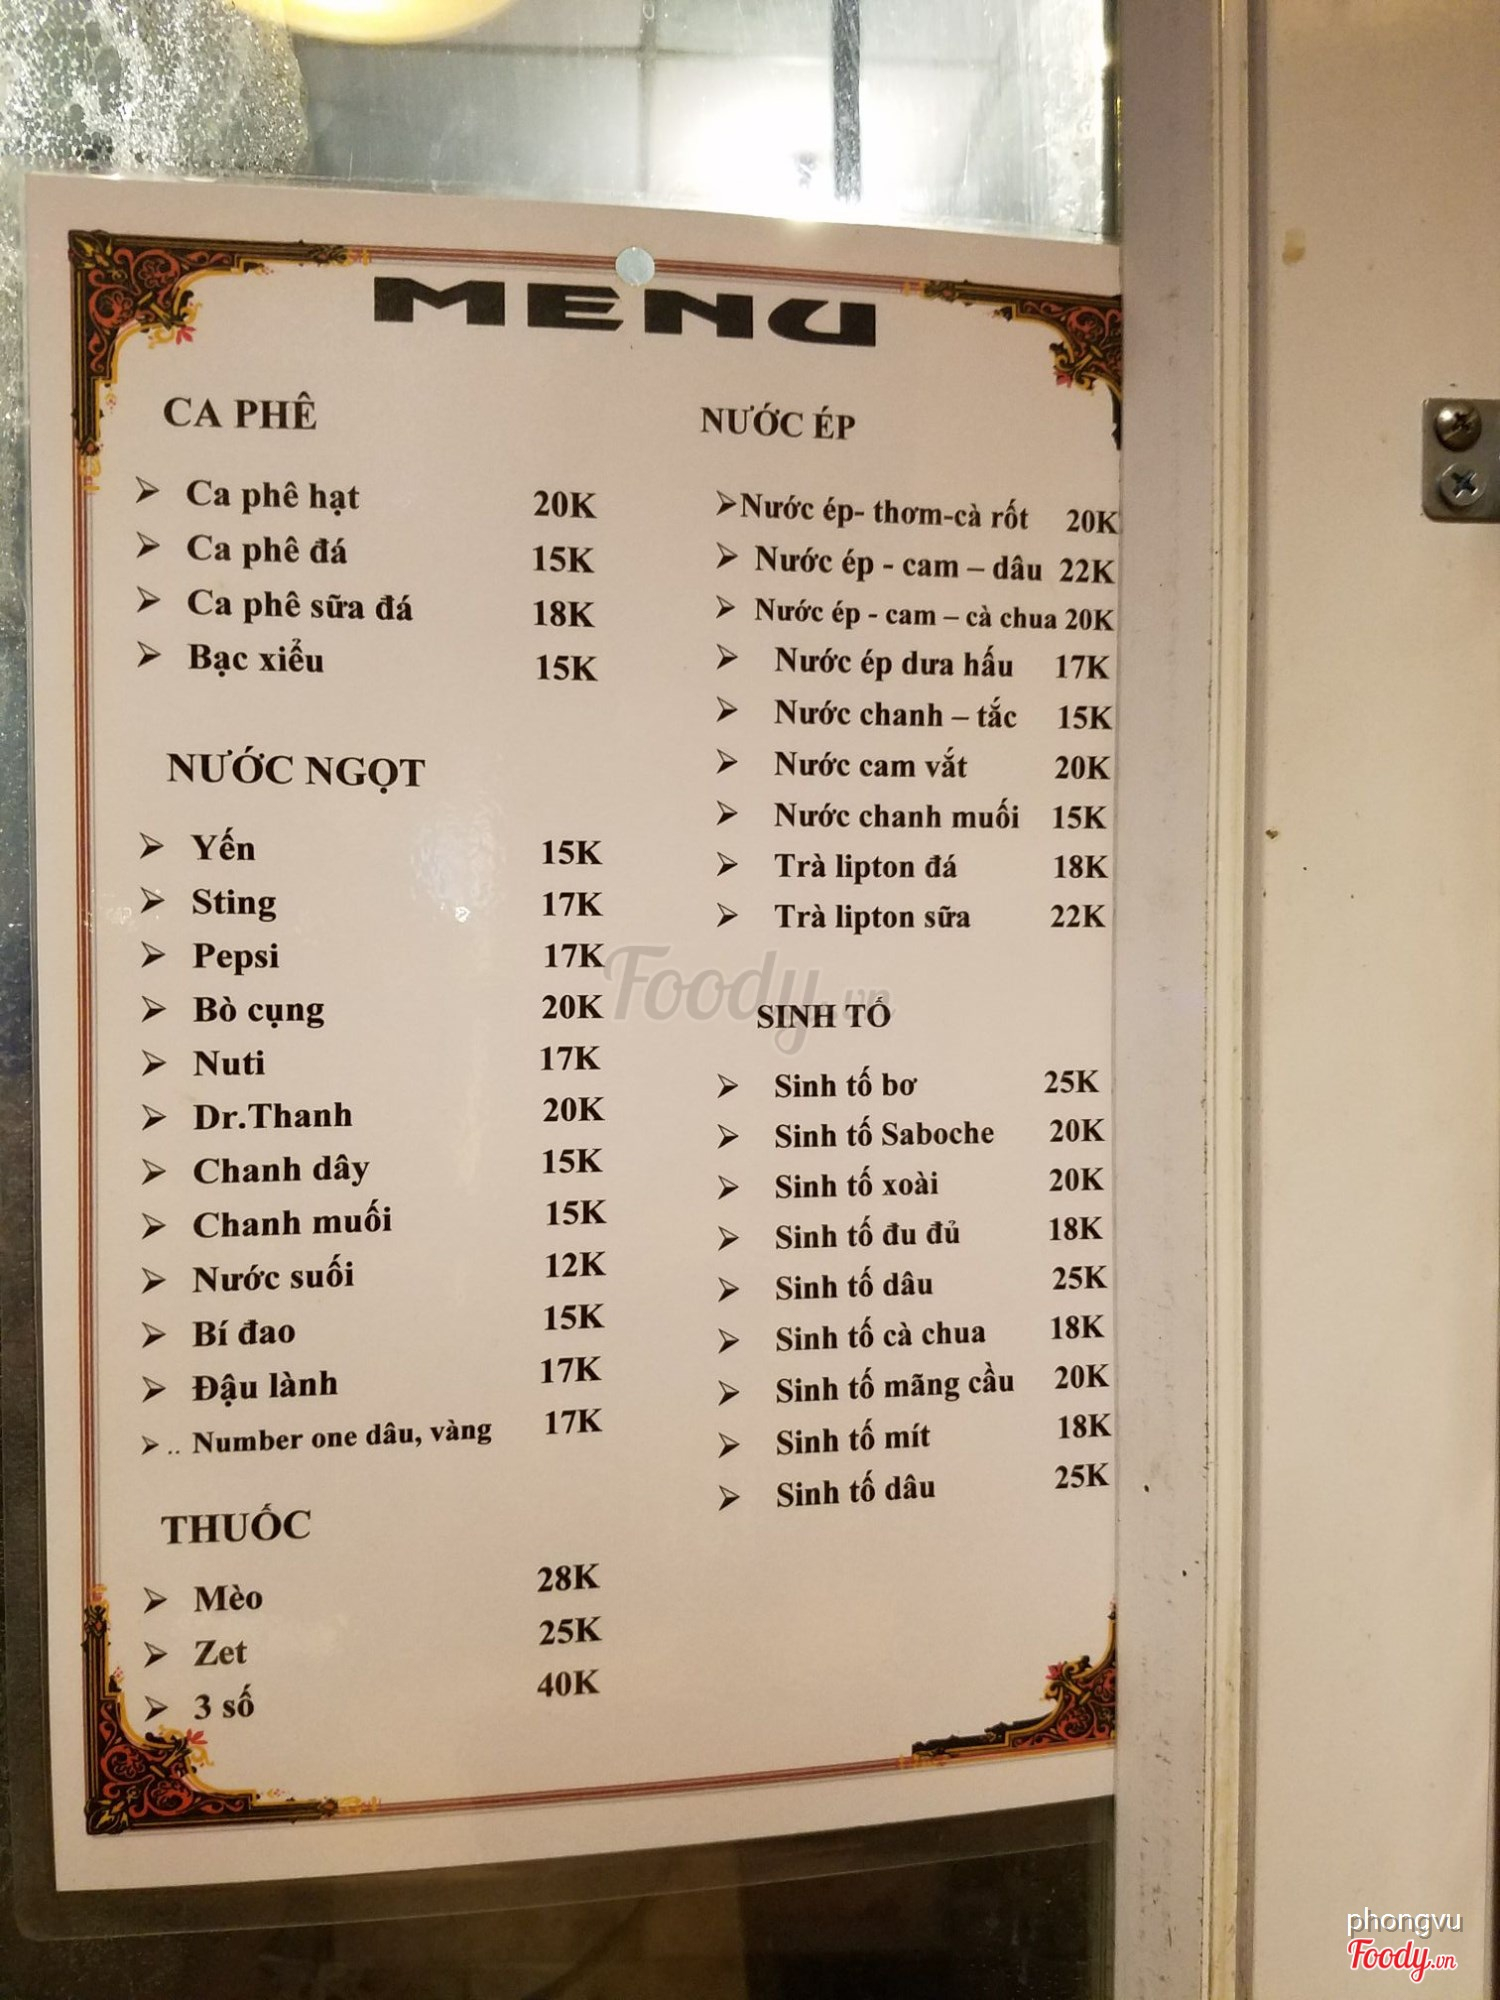 MENU
CA PHÊ
Ca phê hạt 20K
Ca phê đá 15K
Ca phê sữa đá 18K
Bạc xiểu 15K
NƯỚC NGỌT
Yến 15K
Sting 17K
Pepsi 17K
Bò cụng 20K
Nuti 17K
Dr.Thanh 20K
Chanh dây 15K
Chanh muối 15K
Nước suối 12K
Bí đao 15K
Đậu lành 17K
.. Number one dâu, vàng 17K
THUỐC
Mèo 28K
Zet 25K
3 số 40K
NƯỚC ÉP
Nước ép- thơm-cà rốt 20K
Nước ép - cam – dâu 22K
Nước ép - cam – cà chua 20K
Nước ép dưa hấu 17K
Nước chanh – tắc 15K
Nước cam vắt 20K
Nước chanh muối 15K
Trà lipton đá 18K
Trà lipton sữa 22K
SINH TỐ
Sinh tố bơ 25K
Sinh tố Saboche 20K
Sinh tố xoài 20K
Sinh tố đu đủ 18K
Sinh tố dâu 25K
Sinh tố cà chua 18K
Sinh tố mãng cầu 20K
Sinh tố mít 18K
Sinh tố dâu 25K
Foody.vn
phongvu
Foody.vn